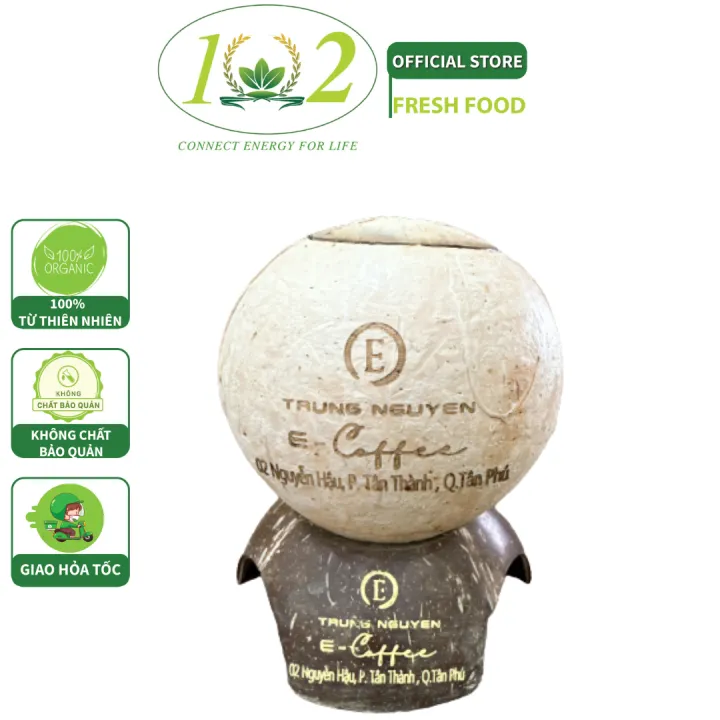 102
CONNECT ENERGY FOR LIFE
OFFICIAL STORE
FRESH FOOD
100%
ORGANIC
100%
TỪ THIÊN NHIÊN
KHÔNG
CHẤT BẢO QUẢN
KHÔNG CHẤT
BẢO QUẢN
GIAO HỎA TỐC
E
TRUNG NGUYEN
E-Coffee
02 Nguyễn Hậu, P. Tân Thành, Q.Tân Phú
E
TRUNG NGUYEN
E-Coffee
02 Nguyễn Hậu, P. Tân Thành, Q.Tân Phú